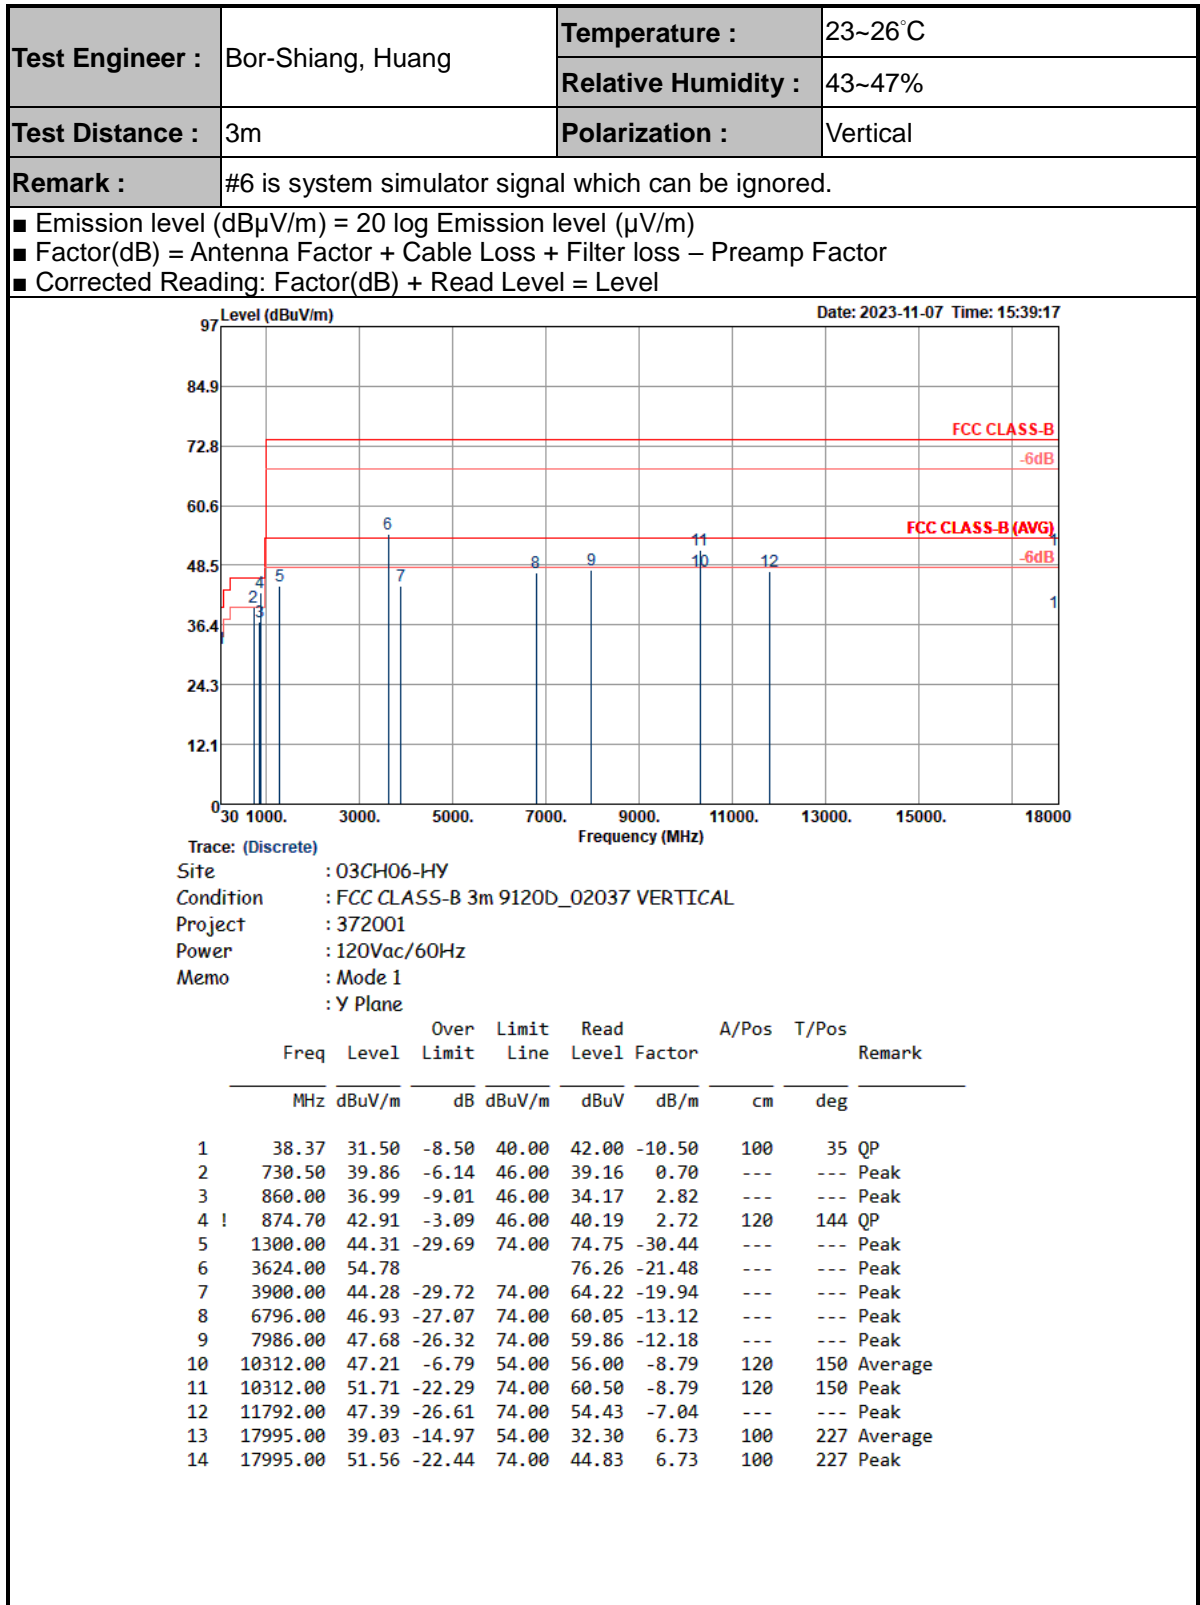 Test Engineer : Bor-Shiang, Huang Temperature : 23~26°C
Relative Humidity : 43~47%
Test Distance : 3m Polarization : Vertical
Remark : #6 is system simulator signal which can be ignored.
■ Emission level (dBµV/m) = 20 log Emission level (µV/m)
■ Factor(dB) = Antenna Factor + Cable Loss + Filter loss – Preamp Factor
■ Corrected Reading: Factor(dB) + Read Level = Level
97 Level (dBuV/m) Date: 2023-11-07 Time: 15:39:17
84.9
FCC CLASS-B
72.8
-6dB
60.6
6
FCC CLASS-B (AVG)
11 1
48.5 5 7 8 9 10 12 -6dB
4
2 1
3
36.4
24.3
12.1
0
30 1000. 3000. 5000. 7000. 9000. 11000. 13000. 15000. 18000
Frequency (MHz)
Trace: (Discrete)
Site : 03CH06-HY
Condition : FCC CLASS-B 3m 9120D_02037 VERTICAL
Project : 372001
Power : 120Vac/60Hz
Memo : Mode 1
: Y Plane
Over Limit Read A/Pos T/Pos
Freq Level Limit Line Level Factor Remark
MHz dBuV/m dB dBuV/m dBuV dB/m cm deg
1 38.37 31.50 -8.50 40.00 42.00 -10.50 100 35 QP
2 730.50 39.86 -6.14 46.00 39.16 0.70 --- --- Peak
3 860.00 36.99 -9.01 46.00 34.17 2.82 --- --- Peak
4 ! 874.70 42.91 -3.09 46.00 40.19 2.72 120 144 QP
5 1300.00 44.31 -29.69 74.00 74.75 -30.44 --- --- Peak
6 3624.00 54.78 76.26 -21.48 --- --- Peak
7 3900.00 44.28 -29.72 74.00 64.22 -19.94 --- --- Peak
8 6796.00 46.93 -27.07 74.00 60.05 -13.12 --- --- Peak
9 7986.00 47.68 -26.32 74.00 59.86 -12.18 --- --- Peak
10 10312.00 47.21 -6.79 54.00 56.00 -8.79 120 150 Average
11 10312.00 51.71 -22.29 74.00 60.50 -8.79 120 150 Peak
12 11792.00 47.39 -26.61 74.00 54.43 -7.04 --- --- Peak
13 17995.00 39.03 -14.97 54.00 32.30 6.73 100 227 Average
14 17995.00 51.56 -22.44 74.00 44.83 6.73 100 227 Peak